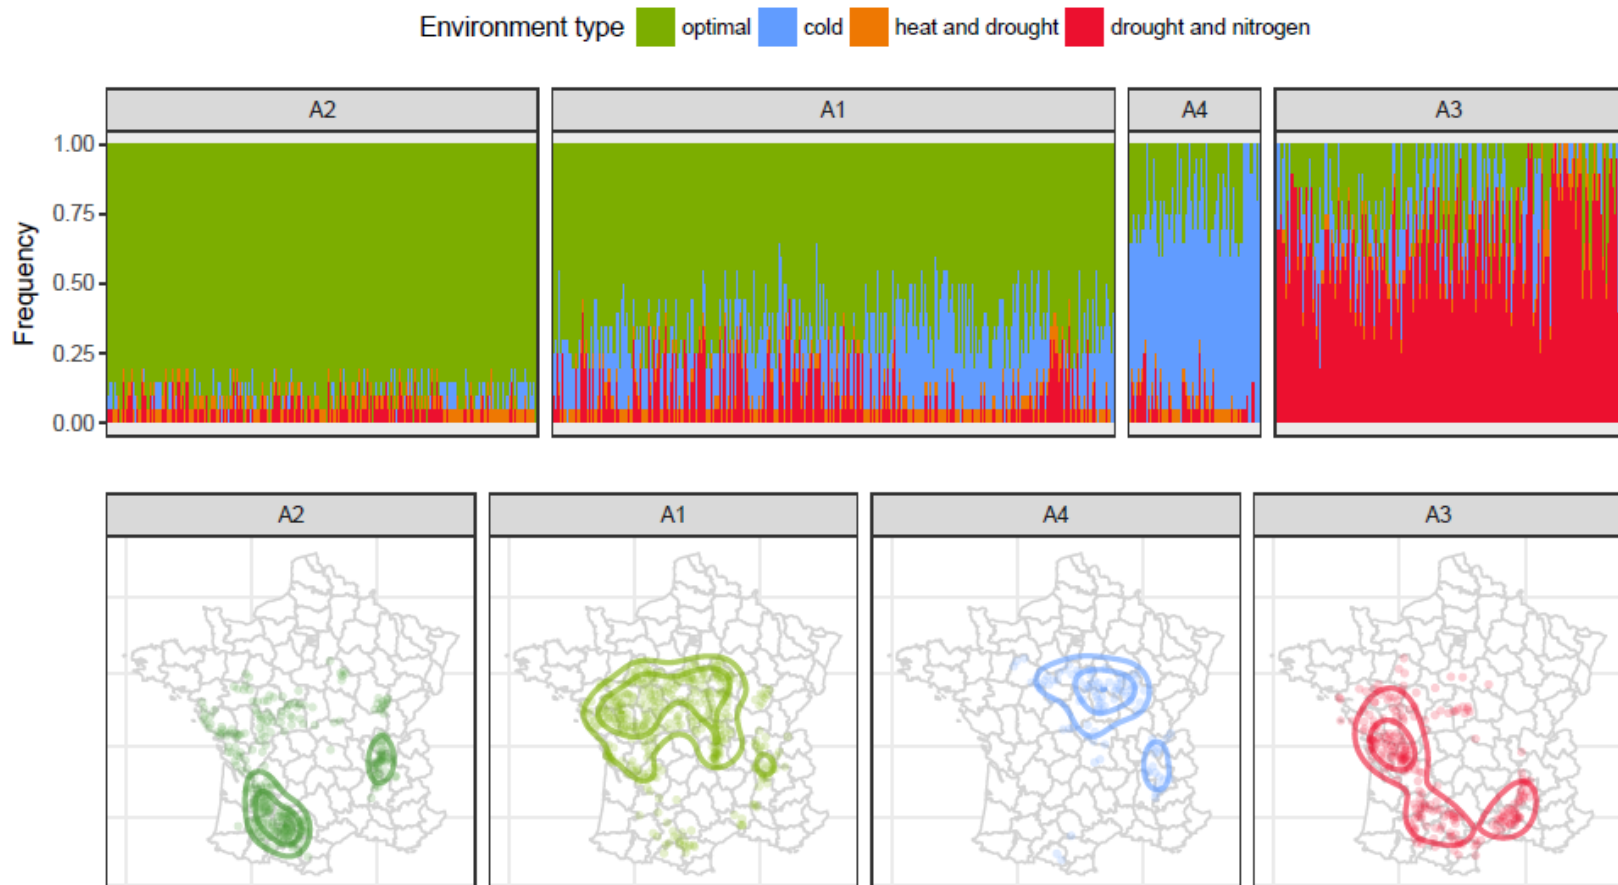 Environment type optimal cold heat and drought drought and nitrogen
A2 A1 A4 A3
1.00
0.75
0.50
0.25
0.00
Frequency
A2 A1 A4 A3